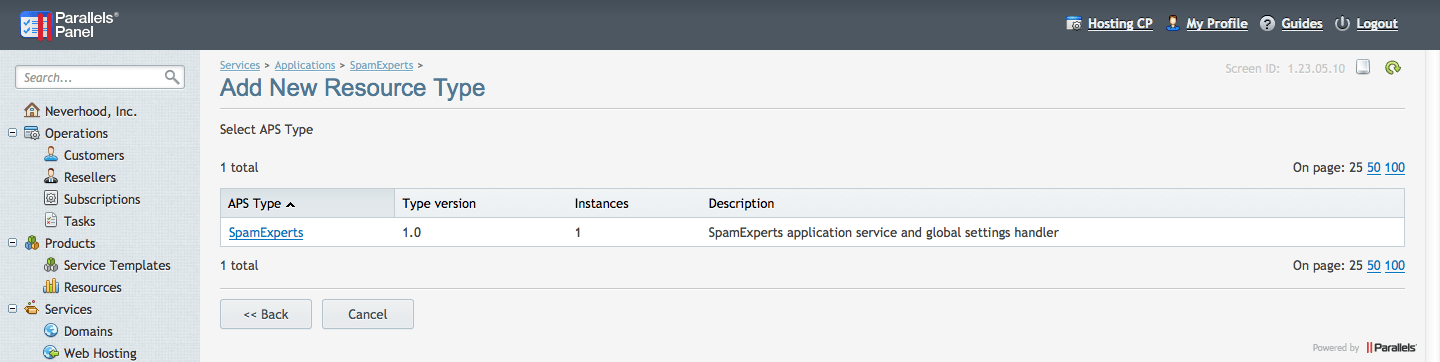 Parallels®
Panel
Hosting CP My Profile Guides Logout
Search...
Neverhood, Inc.
Operations
Customers
Resellers
Subscriptions
Tasks
Products
Service Templates
Resources
Services
Domains
Web Hosting
Services > Applications > SpamExperts >
Screen ID: 1.23.05.10
Add New Resource Type
Select APS Type
1 total On page: 25 50 100
APS Type Type version Instances Description
SpamExperts 1.0 1 SpamExperts application service and global settings handler
1 total On page: 25 50 100
<< Back Cancel
Powered by Parallels®